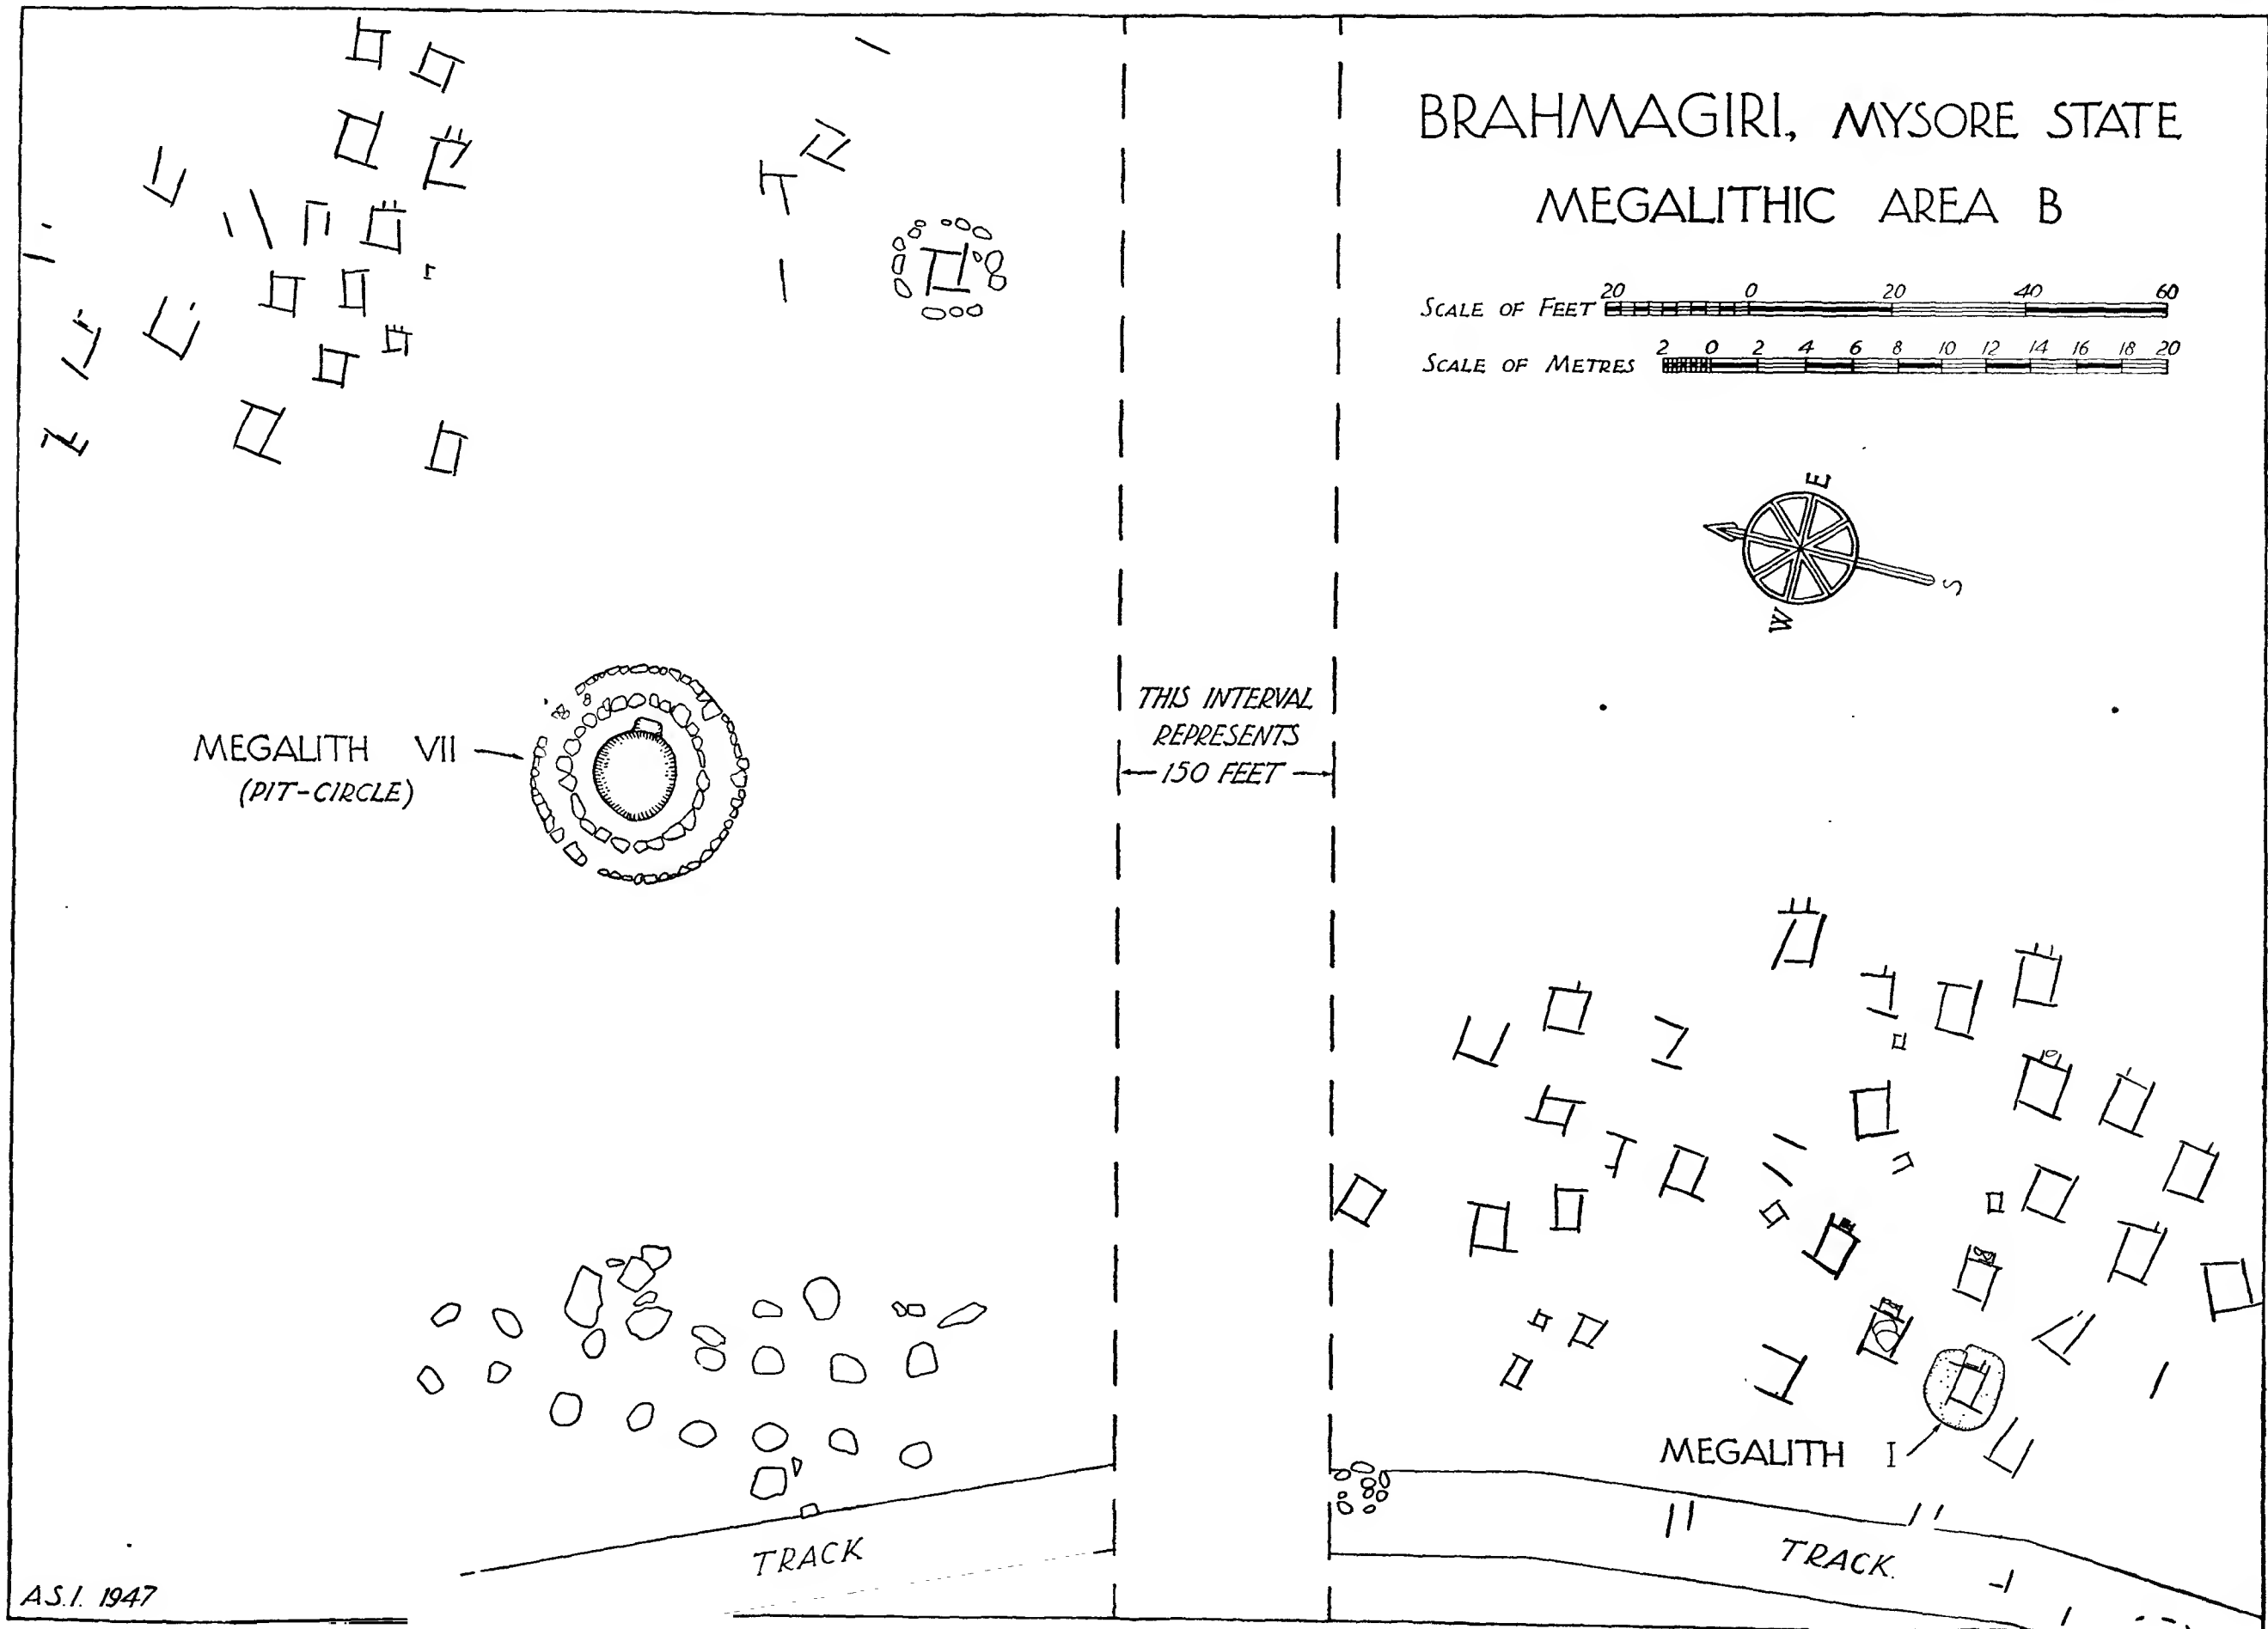 BRAHMAGIRI, MYSORE STATE
MEGALITHIC AREA B
SCALE OF FEET 20 0 20 40 60
SCALE OF METRES 2 0 2 4 6 8 10 12 14 16 18 20
E
S
W
THIS INTERVAL
REPRESENTS
150 FEET
MEGALITH VII
(PIT-CIRCLE)
MEGALITH I
TRACK
TRACK.
A.S.I. 1947